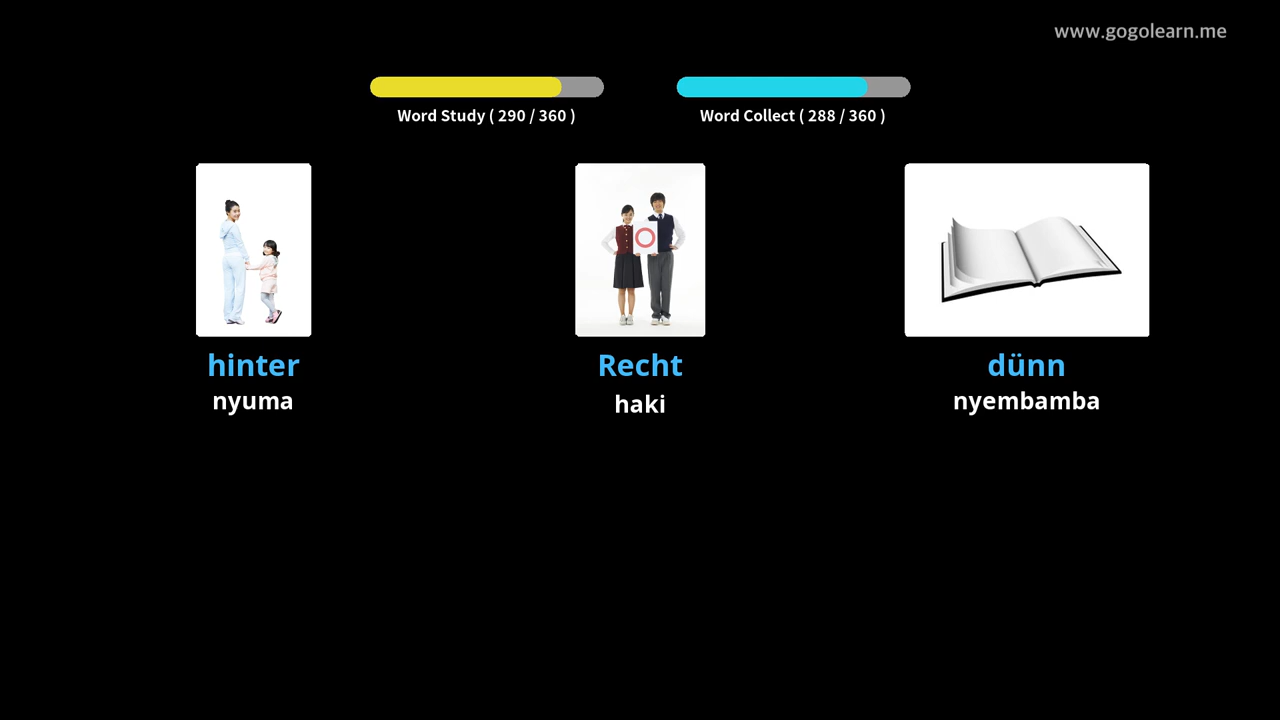 www.gogolearn.me
Word Study ( 290 / 360 )
Word Collect ( 288 / 360 )
hinter
nyuma
Recht
haki
dünn
nyembamba